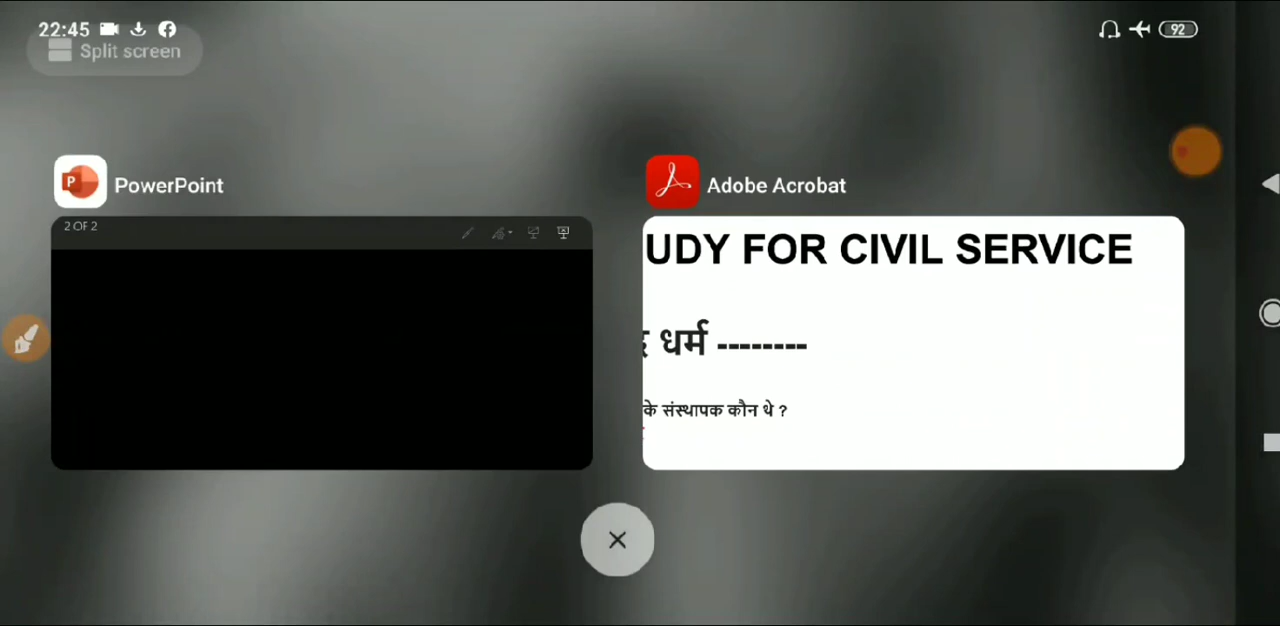 22:45
92
Split screen
PowerPoint
Adobe Acrobat
2 OF 2
UDY FOR CIVIL SERVICE
धर्म --------
के संस्थापक कौन थे ?